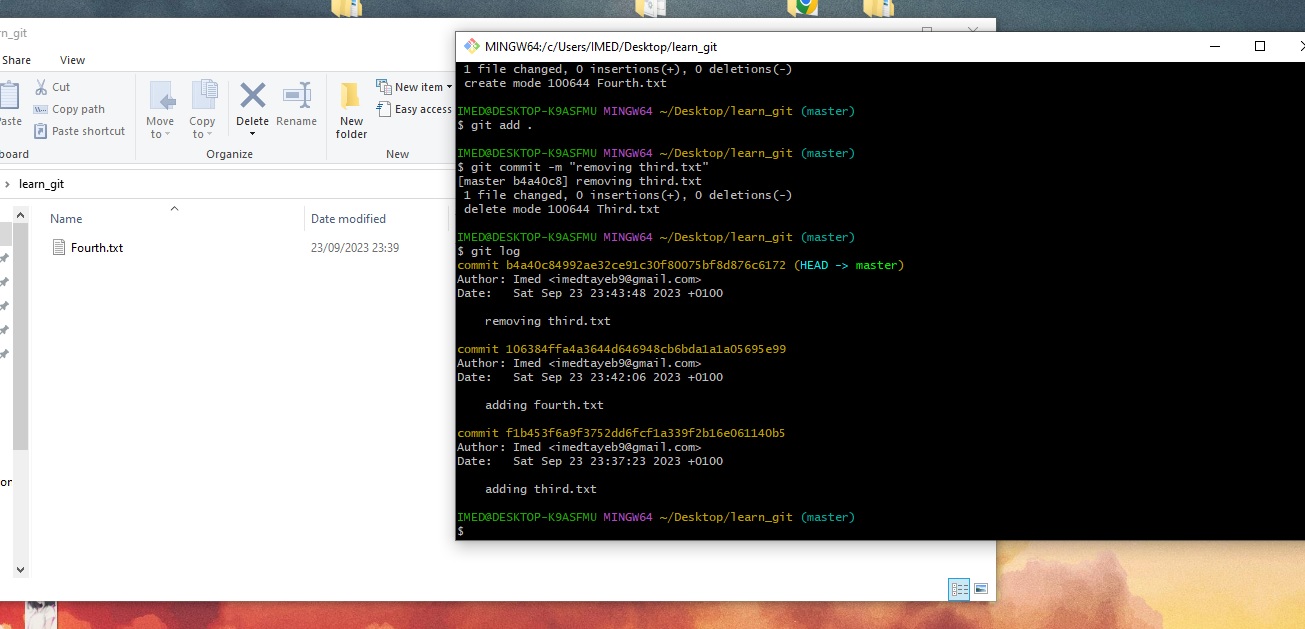 n_git
Share View
Cut
Copy path
Paste shortcut
Move to
Copy to
Delete
Rename
New folder
New item
Easy access
Organize
New
learn_git
Name Date modified
Fourth.txt 23/09/2023 23:39
MINGW64:/c/Users/IMED/Desktop/learn_git
1 file changed, 0 insertions(+), 0 deletions(-)
create mode 100644 Fourth.txt
IMED@DESKTOP-K9ASFMU MINGW64 ~/Desktop/learn_git (master)
$ git add .
IMED@DESKTOP-K9ASFMU MINGW64 ~/Desktop/learn_git (master)
$ git commit -m "removing third.txt"
[master b4a40c8] removing third.txt
1 file changed, 0 insertions(+), 0 deletions(-)
delete mode 100644 Third.txt
IMED@DESKTOP-K9ASFMU MINGW64 ~/Desktop/learn_git (master)
$ git log
commit b4a40c84992ae32ce91c30f80075bf8d876c6172 (HEAD -> master)
Author: Imed <imedtayeb9@gmail.com>
Date: Sat Sep 23 23:43:48 2023 +0100
removing third.txt
commit 106384ffa4a3644d646948cb6bda1a1a05695e99
Author: Imed <imedtayeb9@gmail.com>
Date: Sat Sep 23 23:42:06 2023 +0100
adding fourth.txt
commit f1b453f6a9f3752dd6fcf1a339f2b16e061140b5
Author: Imed <imedtayeb9@gmail.com>
Date: Sat Sep 23 23:37:23 2023 +0100
adding third.txt
IMED@DESKTOP-K9ASFMU MINGW64 ~/Desktop/learn_git (master)
$